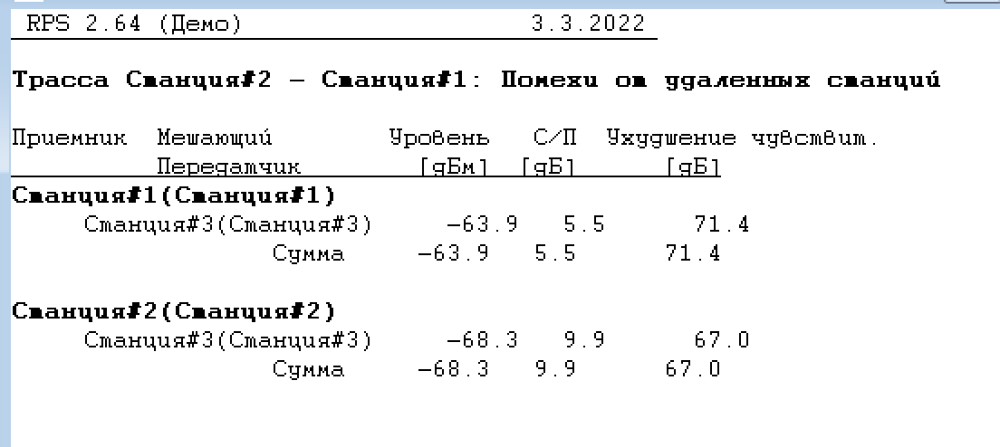 RPS 2.64 (Демо) 3.3.2022
Трасса Станция#2 – Станция#1: Помехи от удаленных станций
Приемник Мешающий Уровень С/П Ухудшение чувствит.
Передатчик [дБм] [дБ] [дБ]
Станция#1(Станция#1)
Станция#3(Станция#3) –63.9 5.5 71.4
Сумма –63.9 5.5 71.4
Станция#2(Станция#2)
Станция#3(Станция#3) –68.3 9.9 67.0
Сумма –68.3 9.9 67.0